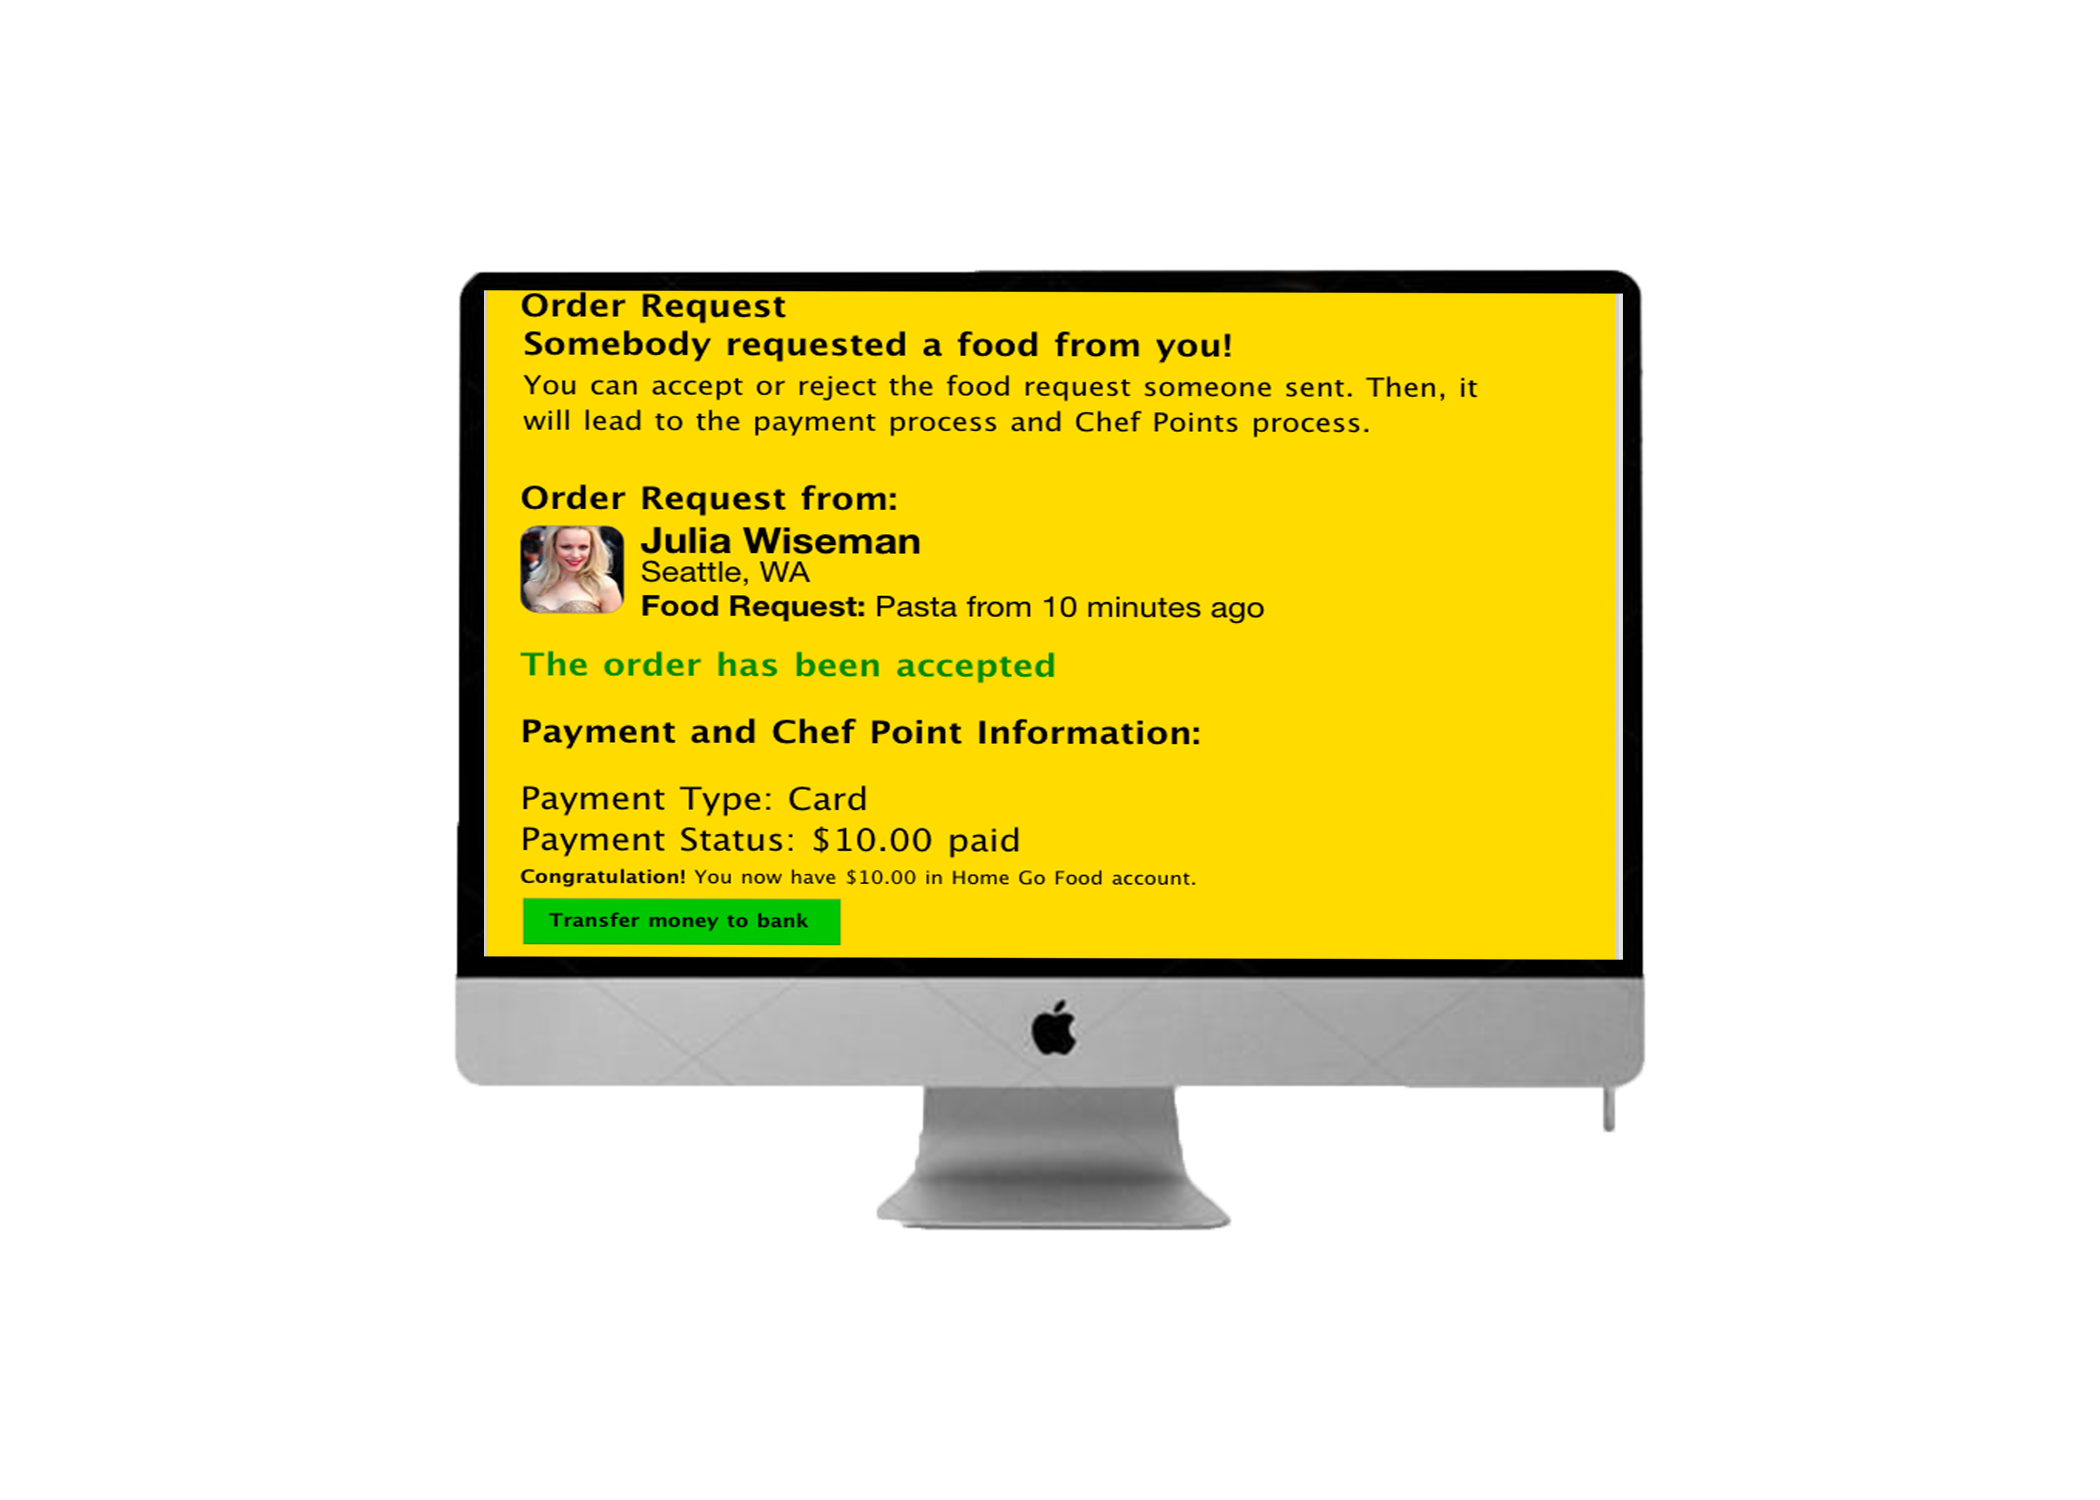 Order Request
Somebody requested a food from you!
You can accept or reject the food request someone sent. Then, it
will lead to the payment process and Chef Points process.
Order Request from:
Julia Wiseman
Seattle, WA
Food Request: Pasta from 10 minutes ago
The order has been accepted
Payment and Chef Point Information:
Payment Type: Card
Payment Status: $10.00 paid
Congratulation! You now have $10.00 in Home Go Food account.
Transfer money to bank